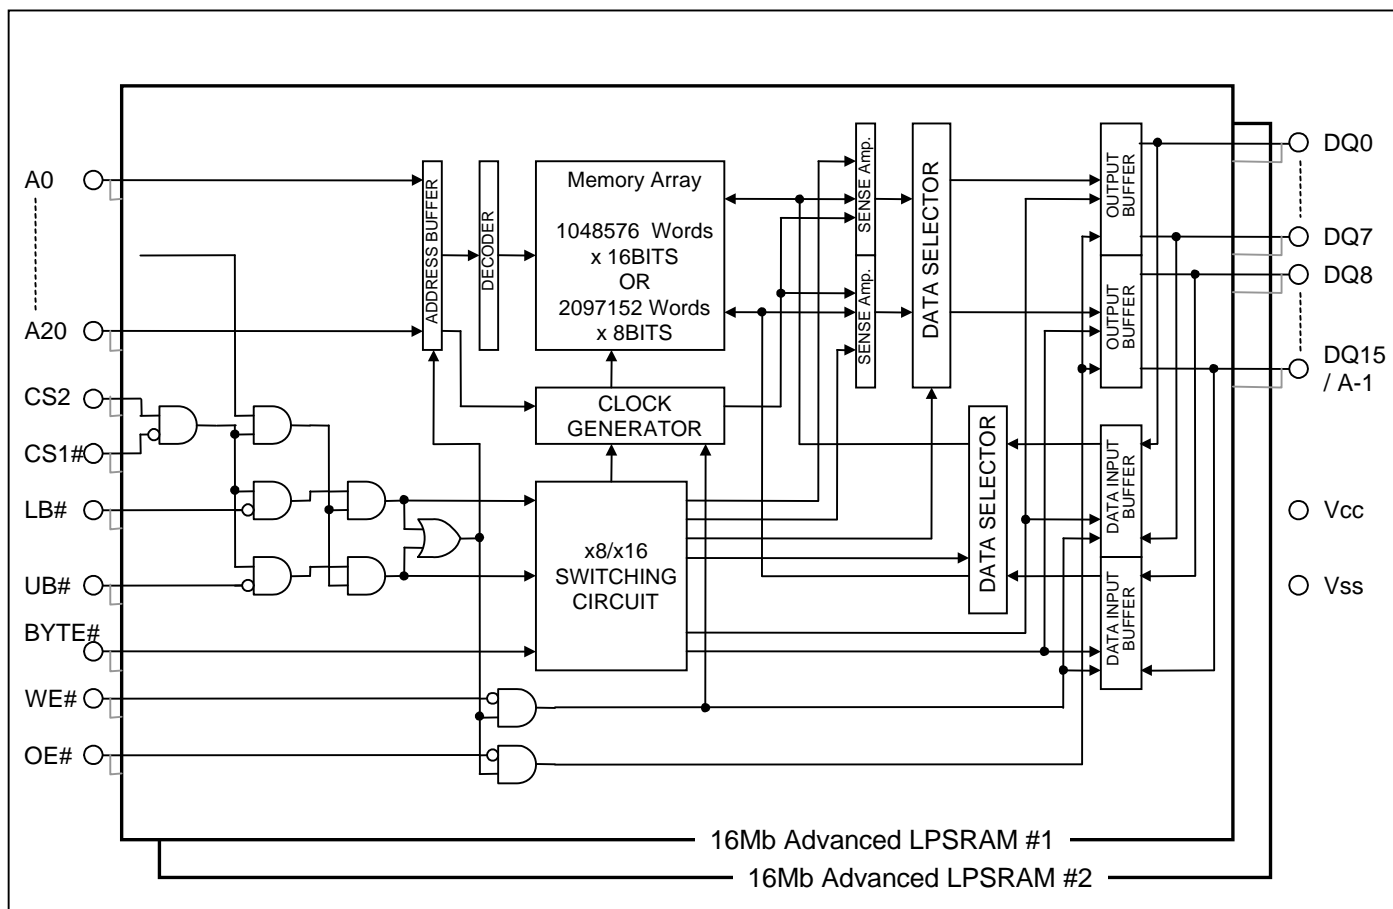 A0
A20
CS2
CS1#
LB#
UB#
BYTE#
WE#
OE#
ADDRESS BUFFER
DECODER
Memory Array
1048576 Words
x 16BITS
OR
2097152 Words
x 8BITS
CLOCK
GENERATOR
x8/x16
SWITCHING
CIRCUIT
SENSE Amp.
SENSE Amp.
DATA SELECTOR
DATA SELECTOR
OUTPUT
BUFFER
OUTPUT
BUFFER
DATA INPUT
BUFFER
DATA INPUT
BUFFER
DQ0
DQ7
DQ8
DQ15
/ A-1
Vcc
Vss
16Mb Advanced LPSRAM #1
16Mb Advanced LPSRAM #2